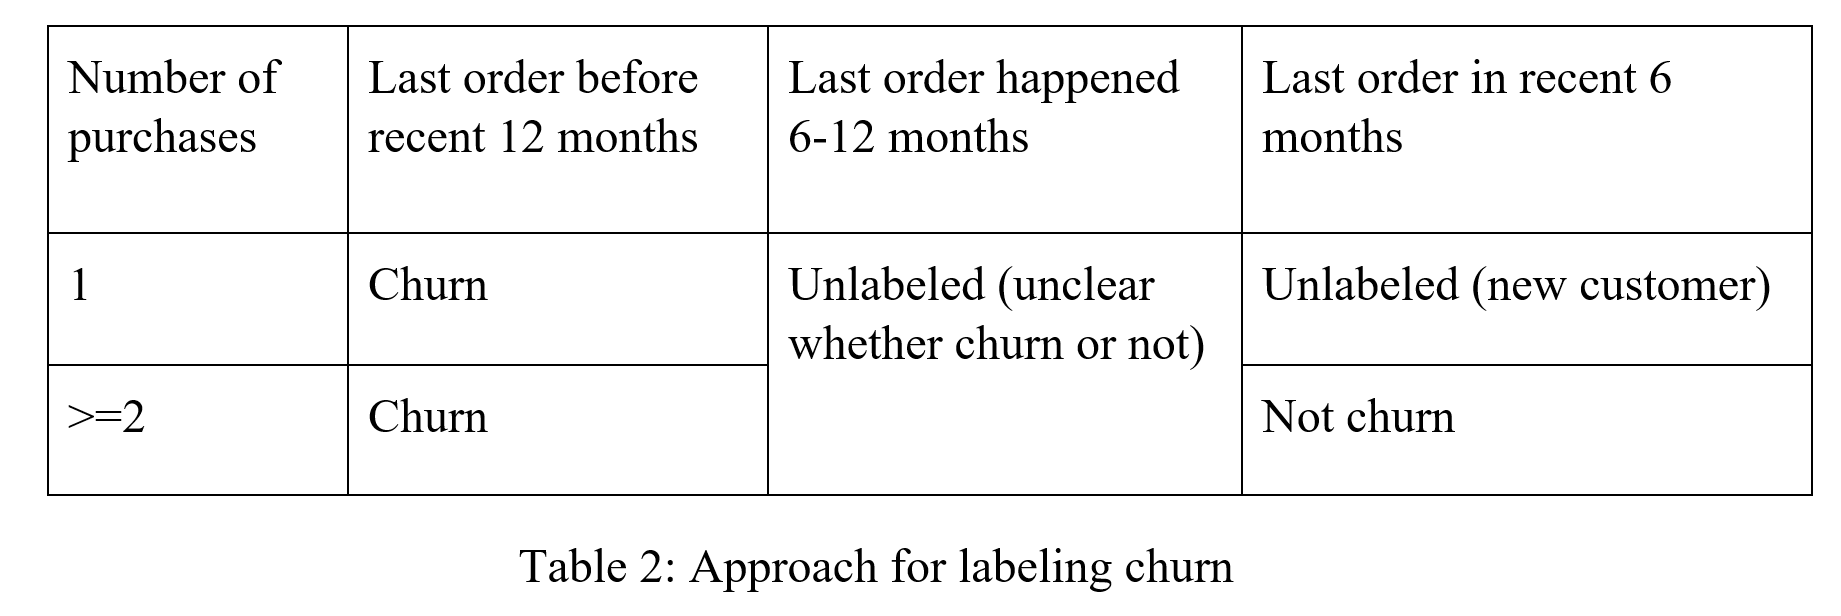 Number of
purchases
Last order before
recent 12 months
Last order happened
6-12 months
Last order in recent 6
months
1
Churn
Unlabeled (unclear
whether churn or not)
Unlabeled (new customer)
>=2
Churn
Not churn
Table 2: Approach for labeling churn